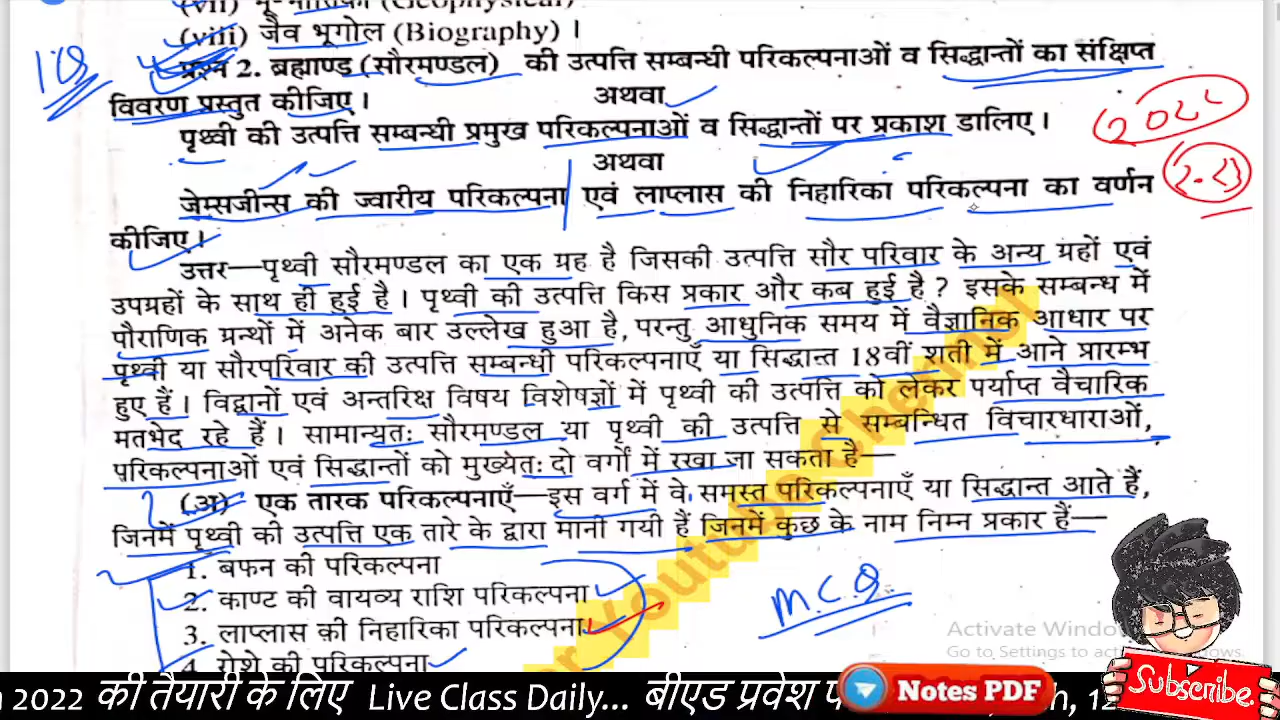 (vii) भू-भौतिकी (Geophysical)
(viii) जैव भूगोल (Biography) ।
प्रश्न 2. ब्रह्माण्ड (सौरमण्डल) की उत्पत्ति सम्बन्धी परिकल्पनाओं व सिद्धान्तों का संक्षिप्त
विवरण प्रस्तुत कीजिए।
अथवा
पृथ्वी की उत्पत्ति सम्बन्धी प्रमुख परिकल्पनाओं व सिद्धान्तों पर प्रकाश डालिए।
2022
अथवा
जेम्सजीन्स की ज्वारीय परिकल्पना एवं लाप्लास की निहारिका परिकल्पना का वर्णन
कीजिए।
उत्तर—पृथ्वी सौरमण्डल का एक ग्रह है जिसकी उत्पत्ति सौर परिवार के अन्य ग्रहों एवं
उपग्रहों के साथ ही हुई है। पृथ्वी की उत्पत्ति किस प्रकार और कब हुई है ? इसके सम्बन्ध में
पौराणिक ग्रन्थों में अनेक बार उल्लेख हुआ है, परन्तु आधुनिक समय में वैज्ञानिक आधार पर
पृथ्वी या सौरपरिवार की उत्पत्ति सम्बन्धी परिकल्पनाएँ या सिद्धान्त 18वीं शती में आने प्रारम्भ
हुए हैं। विद्वानों एवं अन्तरिक्ष विषय विशेषज्ञों में पृथ्वी की उत्पत्ति को लेकर पर्याप्त वैचारिक
मतभेद रहे हैं। सामान्यतः सौरमण्डल या पृथ्वी की उत्पत्ति से सम्बन्धित विचारधाराओं,
परिकल्पनाओं एवं सिद्धान्तों को मुख्यतः दो वर्गों में रखा जा सकता है—
(अ) एक तारक परिकल्पनाएँ—इस वर्ग में वे समस्त परिकल्पनाएँ या सिद्धान्त आते हैं,
जिनमें पृथ्वी की उत्पत्ति एक तारे के द्वारा मानी गयी हैं जिनमें कुछ के नाम निम्न प्रकार हैं—
1. बफन की परिकल्पना
2. काण्ट की वायव्य राशि परिकल्पना
3. लाप्लास की निहारिका परिकल्पना
4. रोशे की परिकल्पना
M.C.Q
Activate Windows
Go to Settings to activate Windows.
2022 की तैयारी के लिए Live Class Daily... बीएड प्रवेश
Notes PDF
Subscribe